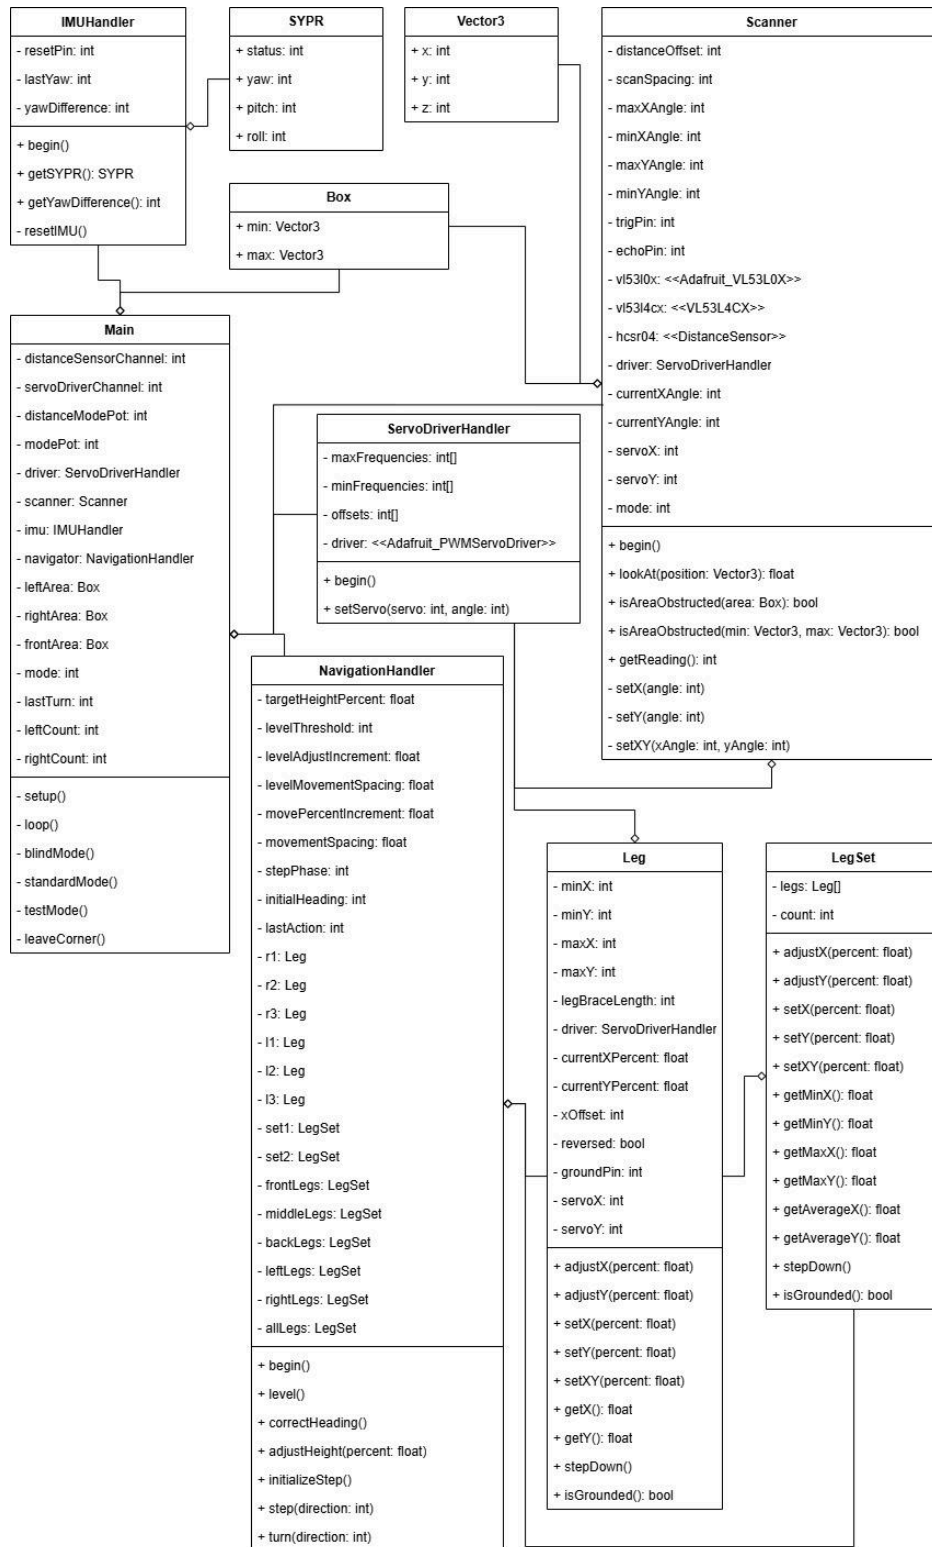 IMUHandler
- resetPin: int
- lastYaw: int
- yawDifference: int
+ begin()
+ getSYPR(): SYPR
+ getYawDifference(): int
- resetIMU()
SYPR
+ status: int
+ yaw: int
+ pitch: int
+ roll: int
Vector3
+ x: int
+ y: int
+ z: int
Scanner
- distanceOffset: int
- scanSpacing: int
- maxXAngle: int
- minXAngle: int
- maxYAngle: int
- minYAngle: int
- trigPin: int
- echoPin: int
- vl53l0x: <<Adafruit_VL53L0X>>
- vl53l4cx: <<VL53L4CX>>
- hcsr04: <<DistanceSensor>>
- driver: ServoDriverHandler
- currentXAngle: int
- currentYAngle: int
- servoX: int
- servoY: int
- mode: int
+ begin()
+ lookAt(position: Vector3): float
+ isAreaObstructed(area: Box): bool
+ isAreaObstructed(min: Vector3, max: Vector3): bool
+ getReading(): int
- setX(angle: int)
- setY(angle: int)
- setXY(xAngle: int, yAngle: int)
Box
+ min: Vector3
+ max: Vector3
Main
- distanceSensorChannel: int
- servoDriverChannel: int
- distanceModePot: int
- modePot: int
- driver: ServoDriverHandler
- scanner: Scanner
- imu: IMUHandler
- navigator: NavigationHandler
- leftArea: Box
- rightArea: Box
- frontArea: Box
- mode: int
- lastTurn: int
- leftCount: int
- rightCount: int
- setup()
- loop()
- blindMode()
- standardMode()
- testMode()
- leaveCorner()
ServoDriverHandler
- maxFrequencies: int[]
- minFrequencies: int[]
- offsets: int[]
- driver: <<Adafruit_PWMServoDriver>>
+ begin()
+ setServo(servo: int, angle: int)
NavigationHandler
- targetHeightPercent: float
- levelThreshold: int
- levelAdjustIncrement: float
- levelMovementSpacing: float
- movePercentIncrement: float
- movementSpacing: float
- stepPhase: int
- initialHeading: int
- lastAction: int
- r1: Leg
- r2: Leg
- r3: Leg
- l1: Leg
- l2: Leg
- l3: Leg
- set1: LegSet
- set2: LegSet
- frontLegs: LegSet
- middleLegs: LegSet
- backLegs: LegSet
- leftLegs: LegSet
- rightLegs: LegSet
- allLegs: LegSet
+ begin()
+ level()
+ correctHeading()
+ adjustHeight(percent: float)
+ initializeStep()
+ step(direction: int)
+ turn(direction: int)
Leg
- minX: int
- minY: int
- maxX: int
- maxY: int
- legBraceLength: int
- driver: ServoDriverHandler
- currentXPercent: float
- currentYPercent: float
- xOffset: int
- reversed: bool
- groundPin: int
- servoX: int
- servoY: int
+ adjustX(percent: float)
+ adjustY(percent: float)
+ setX(percent: float)
+ setY(percent: float)
+ setXY(percent: float)
+ getX(): float
+ getY(): float
+ stepDown()
+ isGrounded(): bool
LegSet
- legs: Leg[]
- count: int
+ adjustX(percent: float)
+ adjustY(percent: float)
+ setX(percent: float)
+ setY(percent: float)
+ setXY(percent: float)
+ getMinX(): float
+ getMinY(): float
+ getMaxX(): float
+ getMaxY(): float
+ getAverageX(): float
+ getAverageY(): float
+ stepDown()
+ isGrounded(): bool